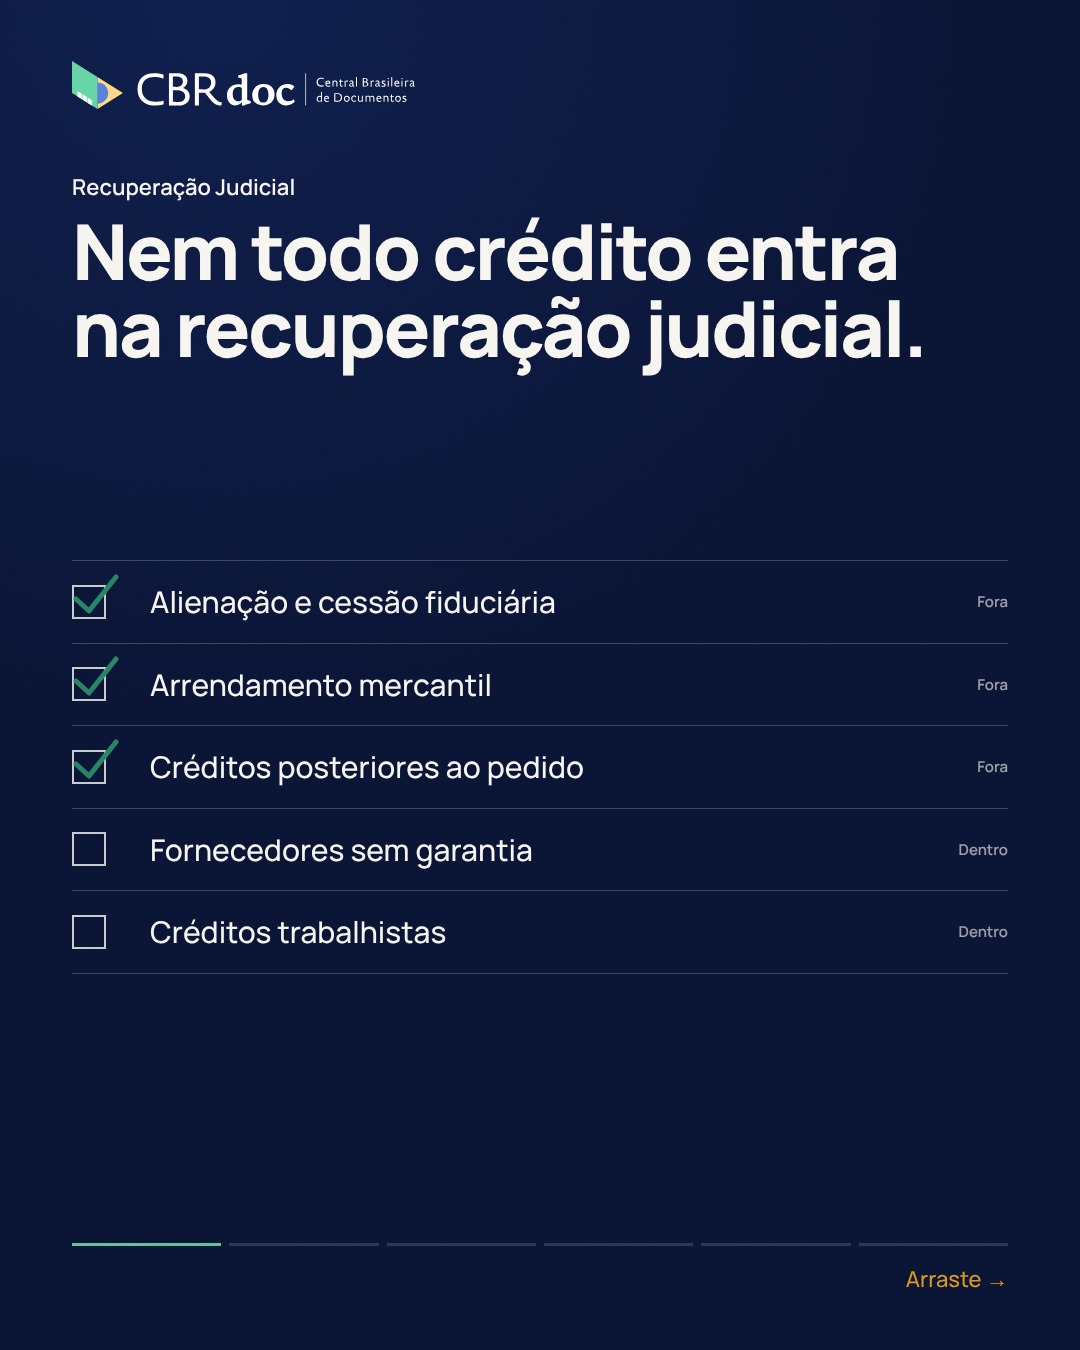 CBRdoc
Central Brasileira
de Documentos
Recuperação Judicial
Nem todo crédito entra
na recuperação judicial.
Alienação e cessão fiduciária Fora
Arrendamento mercantil Fora
Créditos posteriores ao pedido Fora
Fornecedores sem garantia Dentro
Créditos trabalhistas Dentro
Arraste →